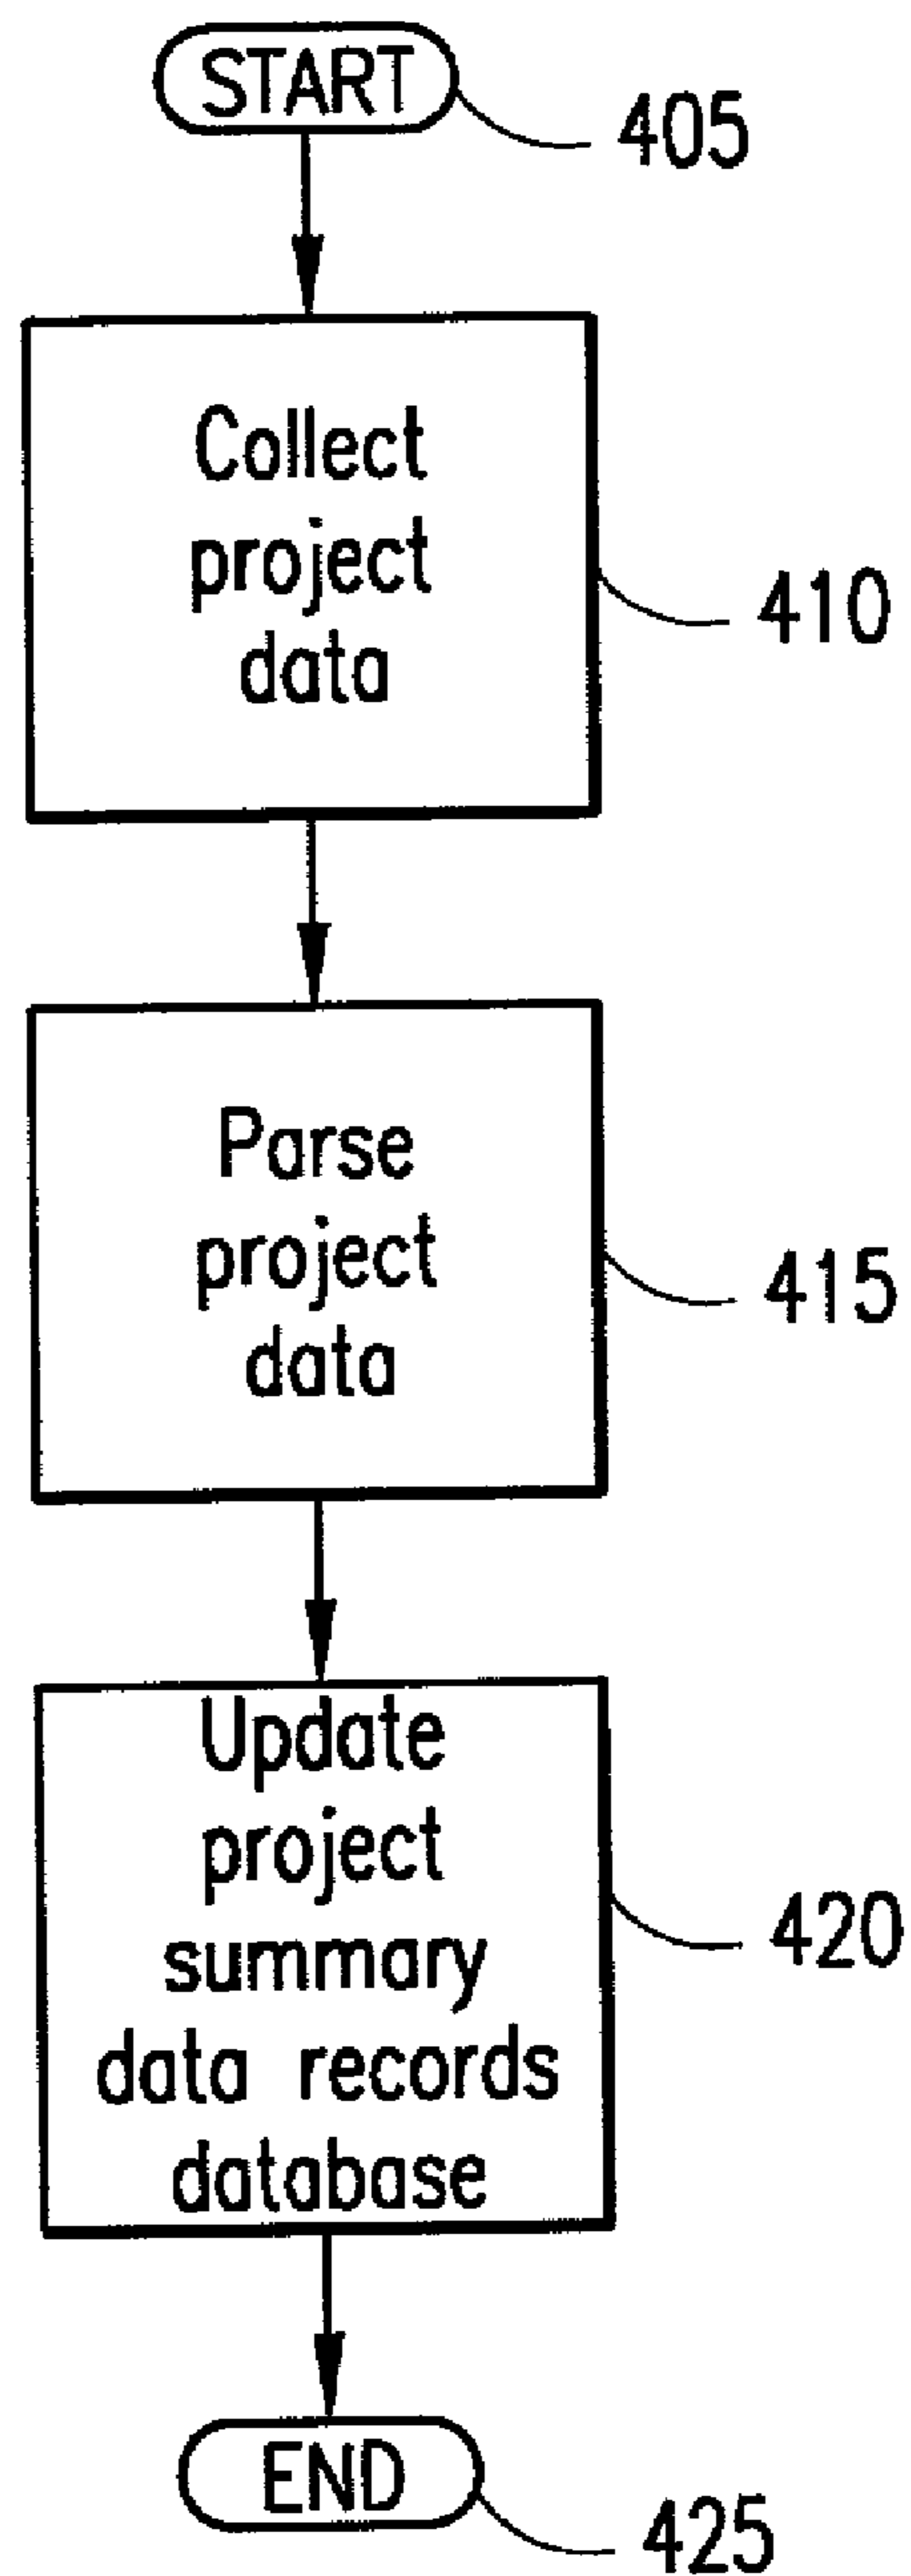 START
405
Collect
project
data
410
Parse
project
data
415
Update
project
summary
data records
database
420
END
425